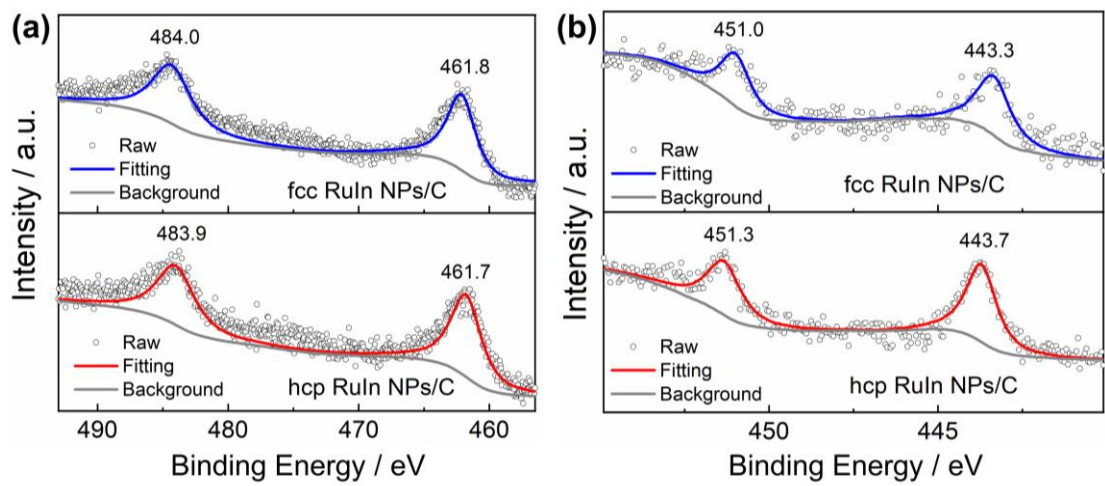 (a)
484.0
461.8
Raw
Fitting
Background
fcc RuIn NPs/C
483.9
461.7
Raw
Fitting
Background
hcp RuIn NPs/C
490
480
470
460
Binding Energy / eV
Intensity / a.u.
(b)
451.0
443.3
Raw
Fitting
Background
fcc RuIn NPs/C
451.3
443.7
Raw
Fitting
Background
hcp RuIn NPs/C
450
445
Binding Energy / eV
Intensity / a.u.